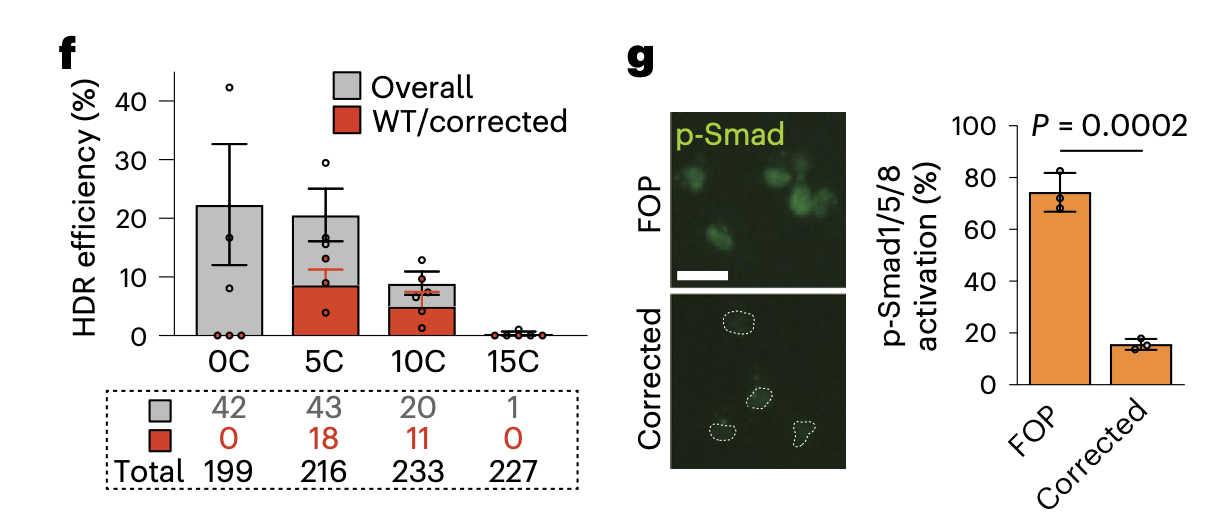 f
HDR efficiency (%)
40
30
20
10
0
Overall
WT/corrected
0C 5C 10C 15C
42 43 20 1
0 18 11 0
Total 199 216 233 227
g
FOP
p-Smad
Corrected
p-Smad1/5/8
activation (%)
100
80
60
40
20
0
P = 0.0002
FOP
Corrected